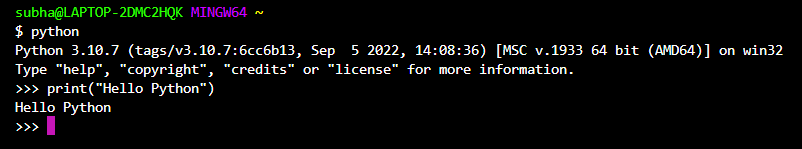 subha@LAPTOP-2DMC2HQK MINGW64 ~
$ python
Python 3.10.7 (tags/v3.10.7:6cc6b13, Sep  5 2022, 14:08:36) [MSC v.1933 64 bit (AMD64)] on win32
Type "help", "copyright", "credits" or "license" for more information.
>>> print("Hello Python")
Hello Python
>>>